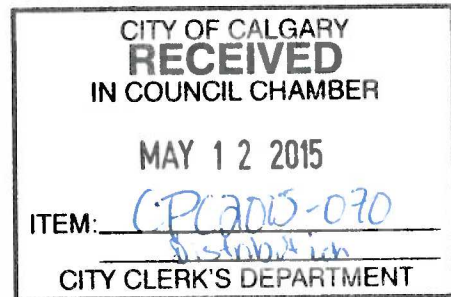 CITY OF CALGARY
RECEIVED
IN COUNCIL CHAMBER
MAY 12 2015
ITEM: CPC2015-070
Distribution
CITY CLERK'S DEPARTMENT